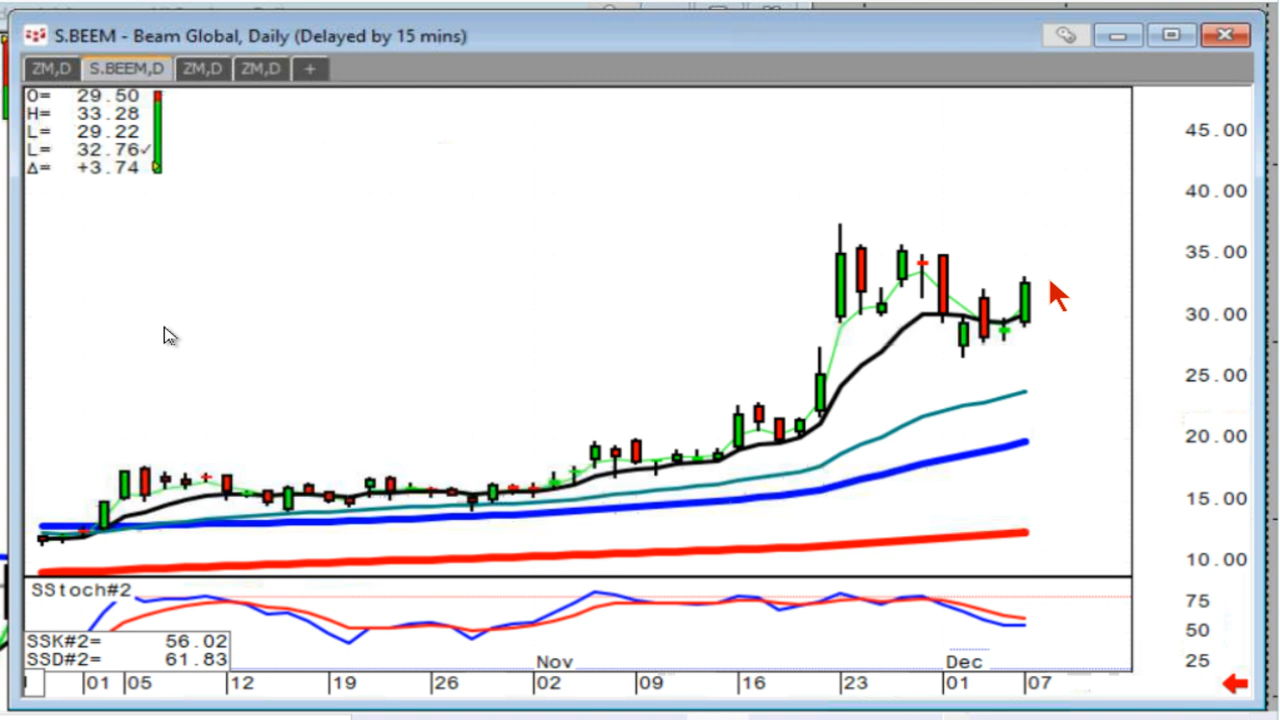 S.BEEM - Beam Global, Daily (Delayed by 15 mins)
ZM,D S.BEEM,D ZM,D ZM,D +
O= 29.50
H= 33.28
L= 29.22
L= 32.76✓
Δ= +3.74
45.00
40.00
35.00
30.00
25.00
20.00
15.00
10.00
SStoch#2
75
50
25
SSK#2= 56.02
SSD#2= 61.83
Nov Dec
01 05 12 19 26 02 09 16 23 01 07